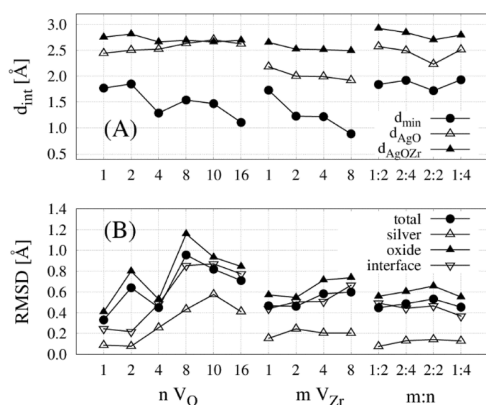 3.0
2.5
2.0
1.5
1.0
0.5
d_int [Å]
(A)
d_min
d_AgO
d_AgOZr
1 2 4 8 10 16 1 2 4 8 1:2 2:4 2:2 1:4
1.4
1.2
1.0
0.8
0.6
0.4
0.2
0.0
RMSD [Å]
(B)
total
silver
oxide
interface
1 2 4 8 10 16 1 2 4 8 1:2 2:4 2:2 1:4
n V_O m V_Zr m:n